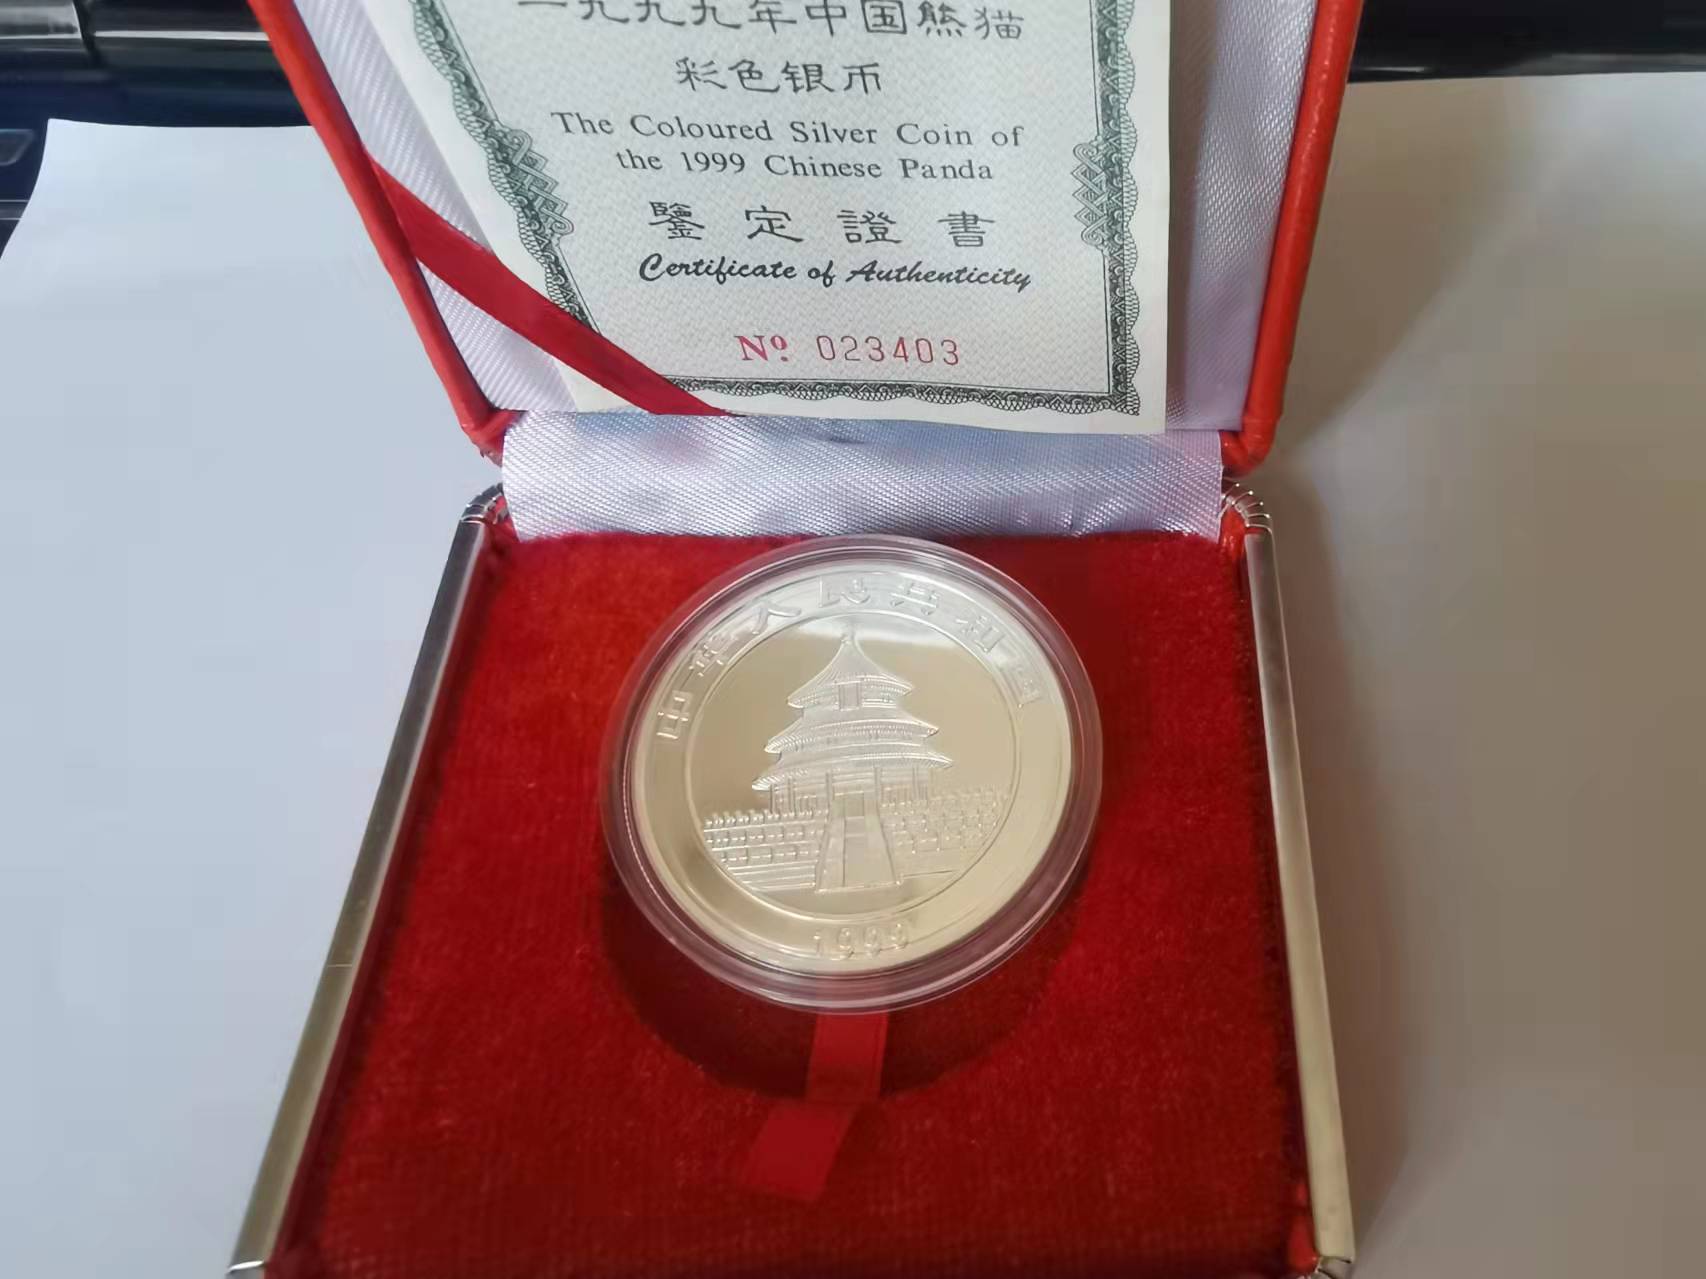 一九九九年中国熊猫
彩色银币
The Coloured Silver Coin of
the 1999 Chinese Panda
鑒定證書
Certificate of Authenticity
Nº. 023403
中华人民共和国
1999